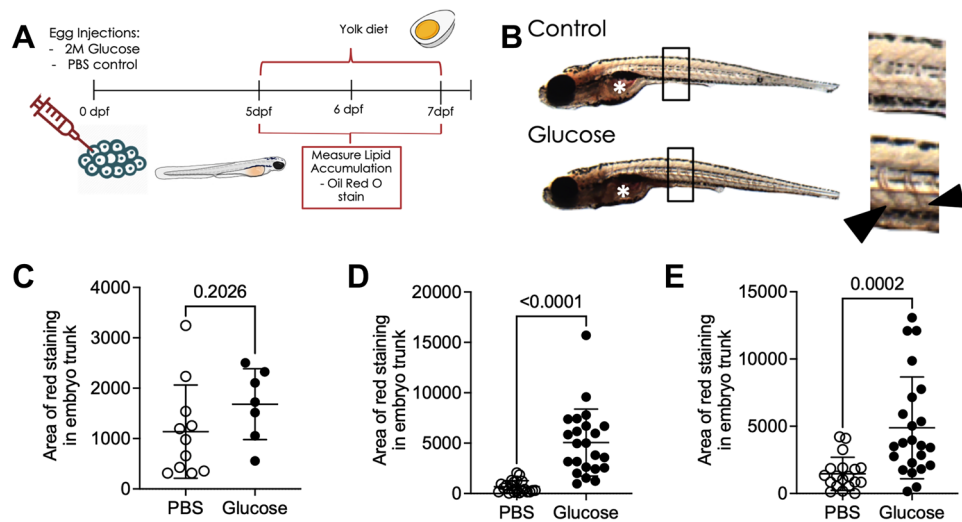 A
Egg Injections:
- 2M Glucose
- PBS control
Yolk diet
0 dpf
5dpf
6 dpf
7dpf
Measure Lipid
Accumulation
- Oil Red O
stain
B
Control
*
Glucose
*
C
Area of red staining
in embryo trunk
4000
3000
2000
1000
0
0.2026
PBS
Glucose
D
Area of red staining
in embryo trunk
20000
15000
10000
5000
0
<0.0001
PBS
Glucose
E
Area of red staining
in embryo trunk
15000
10000
5000
0
0.0002
PBS
Glucose